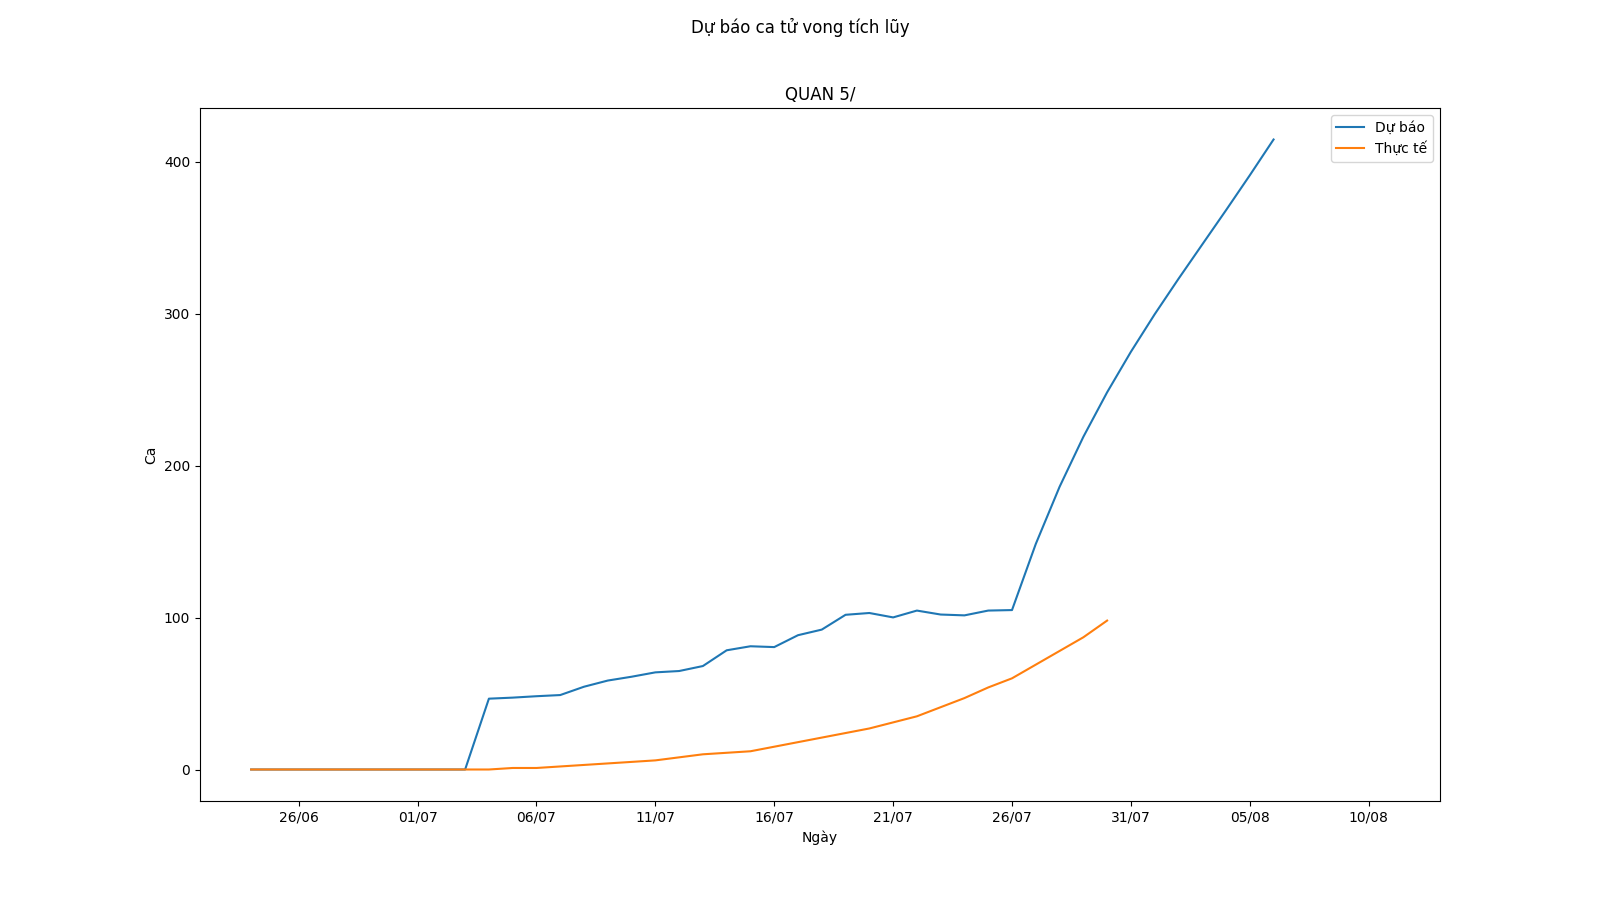 Dự báo ca tử vong tích lũy
QUAN 5/
Dự báo
Thực tế
400
300
200
100
0
Ca
26/06
01/07
06/07
11/07
16/07
21/07
26/07
31/07
05/08
10/08
Ngày